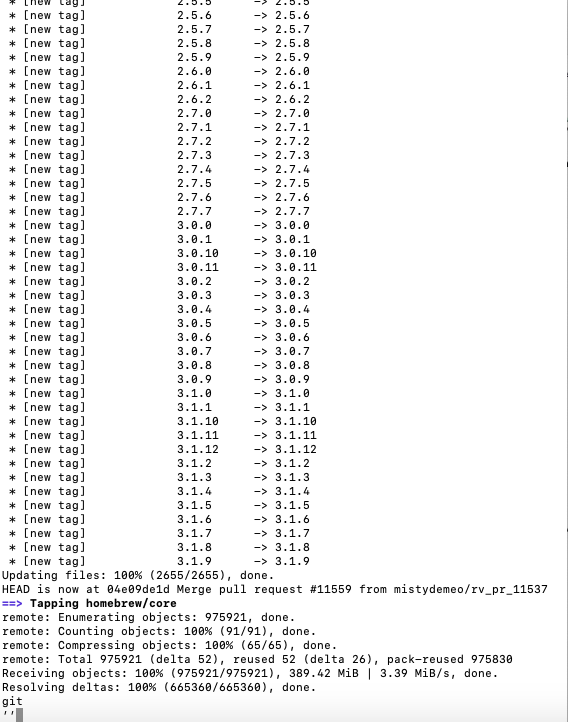 * [new tag] 2.5.5 -> 2.5.5
* [new tag] 2.5.6 -> 2.5.6
* [new tag] 2.5.7 -> 2.5.7
* [new tag] 2.5.8 -> 2.5.8
* [new tag] 2.5.9 -> 2.5.9
* [new tag] 2.6.0 -> 2.6.0
* [new tag] 2.6.1 -> 2.6.1
* [new tag] 2.6.2 -> 2.6.2
* [new tag] 2.7.0 -> 2.7.0
* [new tag] 2.7.1 -> 2.7.1
* [new tag] 2.7.2 -> 2.7.2
* [new tag] 2.7.3 -> 2.7.3
* [new tag] 2.7.4 -> 2.7.4
* [new tag] 2.7.5 -> 2.7.5
* [new tag] 2.7.6 -> 2.7.6
* [new tag] 2.7.7 -> 2.7.7
* [new tag] 3.0.0 -> 3.0.0
* [new tag] 3.0.1 -> 3.0.1
* [new tag] 3.0.10 -> 3.0.10
* [new tag] 3.0.11 -> 3.0.11
* [new tag] 3.0.2 -> 3.0.2
* [new tag] 3.0.3 -> 3.0.3
* [new tag] 3.0.4 -> 3.0.4
* [new tag] 3.0.5 -> 3.0.5
* [new tag] 3.0.6 -> 3.0.6
* [new tag] 3.0.7 -> 3.0.7
* [new tag] 3.0.8 -> 3.0.8
* [new tag] 3.0.9 -> 3.0.9
* [new tag] 3.1.0 -> 3.1.0
* [new tag] 3.1.1 -> 3.1.1
* [new tag] 3.1.10 -> 3.1.10
* [new tag] 3.1.11 -> 3.1.11
* [new tag] 3.1.12 -> 3.1.12
* [new tag] 3.1.2 -> 3.1.2
* [new tag] 3.1.3 -> 3.1.3
* [new tag] 3.1.4 -> 3.1.4
* [new tag] 3.1.5 -> 3.1.5
* [new tag] 3.1.6 -> 3.1.6
* [new tag] 3.1.7 -> 3.1.7
* [new tag] 3.1.8 -> 3.1.8
* [new tag] 3.1.9 -> 3.1.9
Updating files: 100% (2655/2655), done.
HEAD is now at 04e09de1d Merge pull request #11559 from mistydemeo/rv_pr_11537
==> Tapping homebrew/core
remote: Enumerating objects: 975921, done.
remote: Counting objects: 100% (91/91), done.
remote: Compressing objects: 100% (65/65), done.
remote: Total 975921 (delta 52), reused 52 (delta 26), pack-reused 975830
Receiving objects: 100% (975921/975921), 389.42 MiB | 3.39 MiB/s, done.
Resolving deltas: 100% (665360/665360), done.
git
''